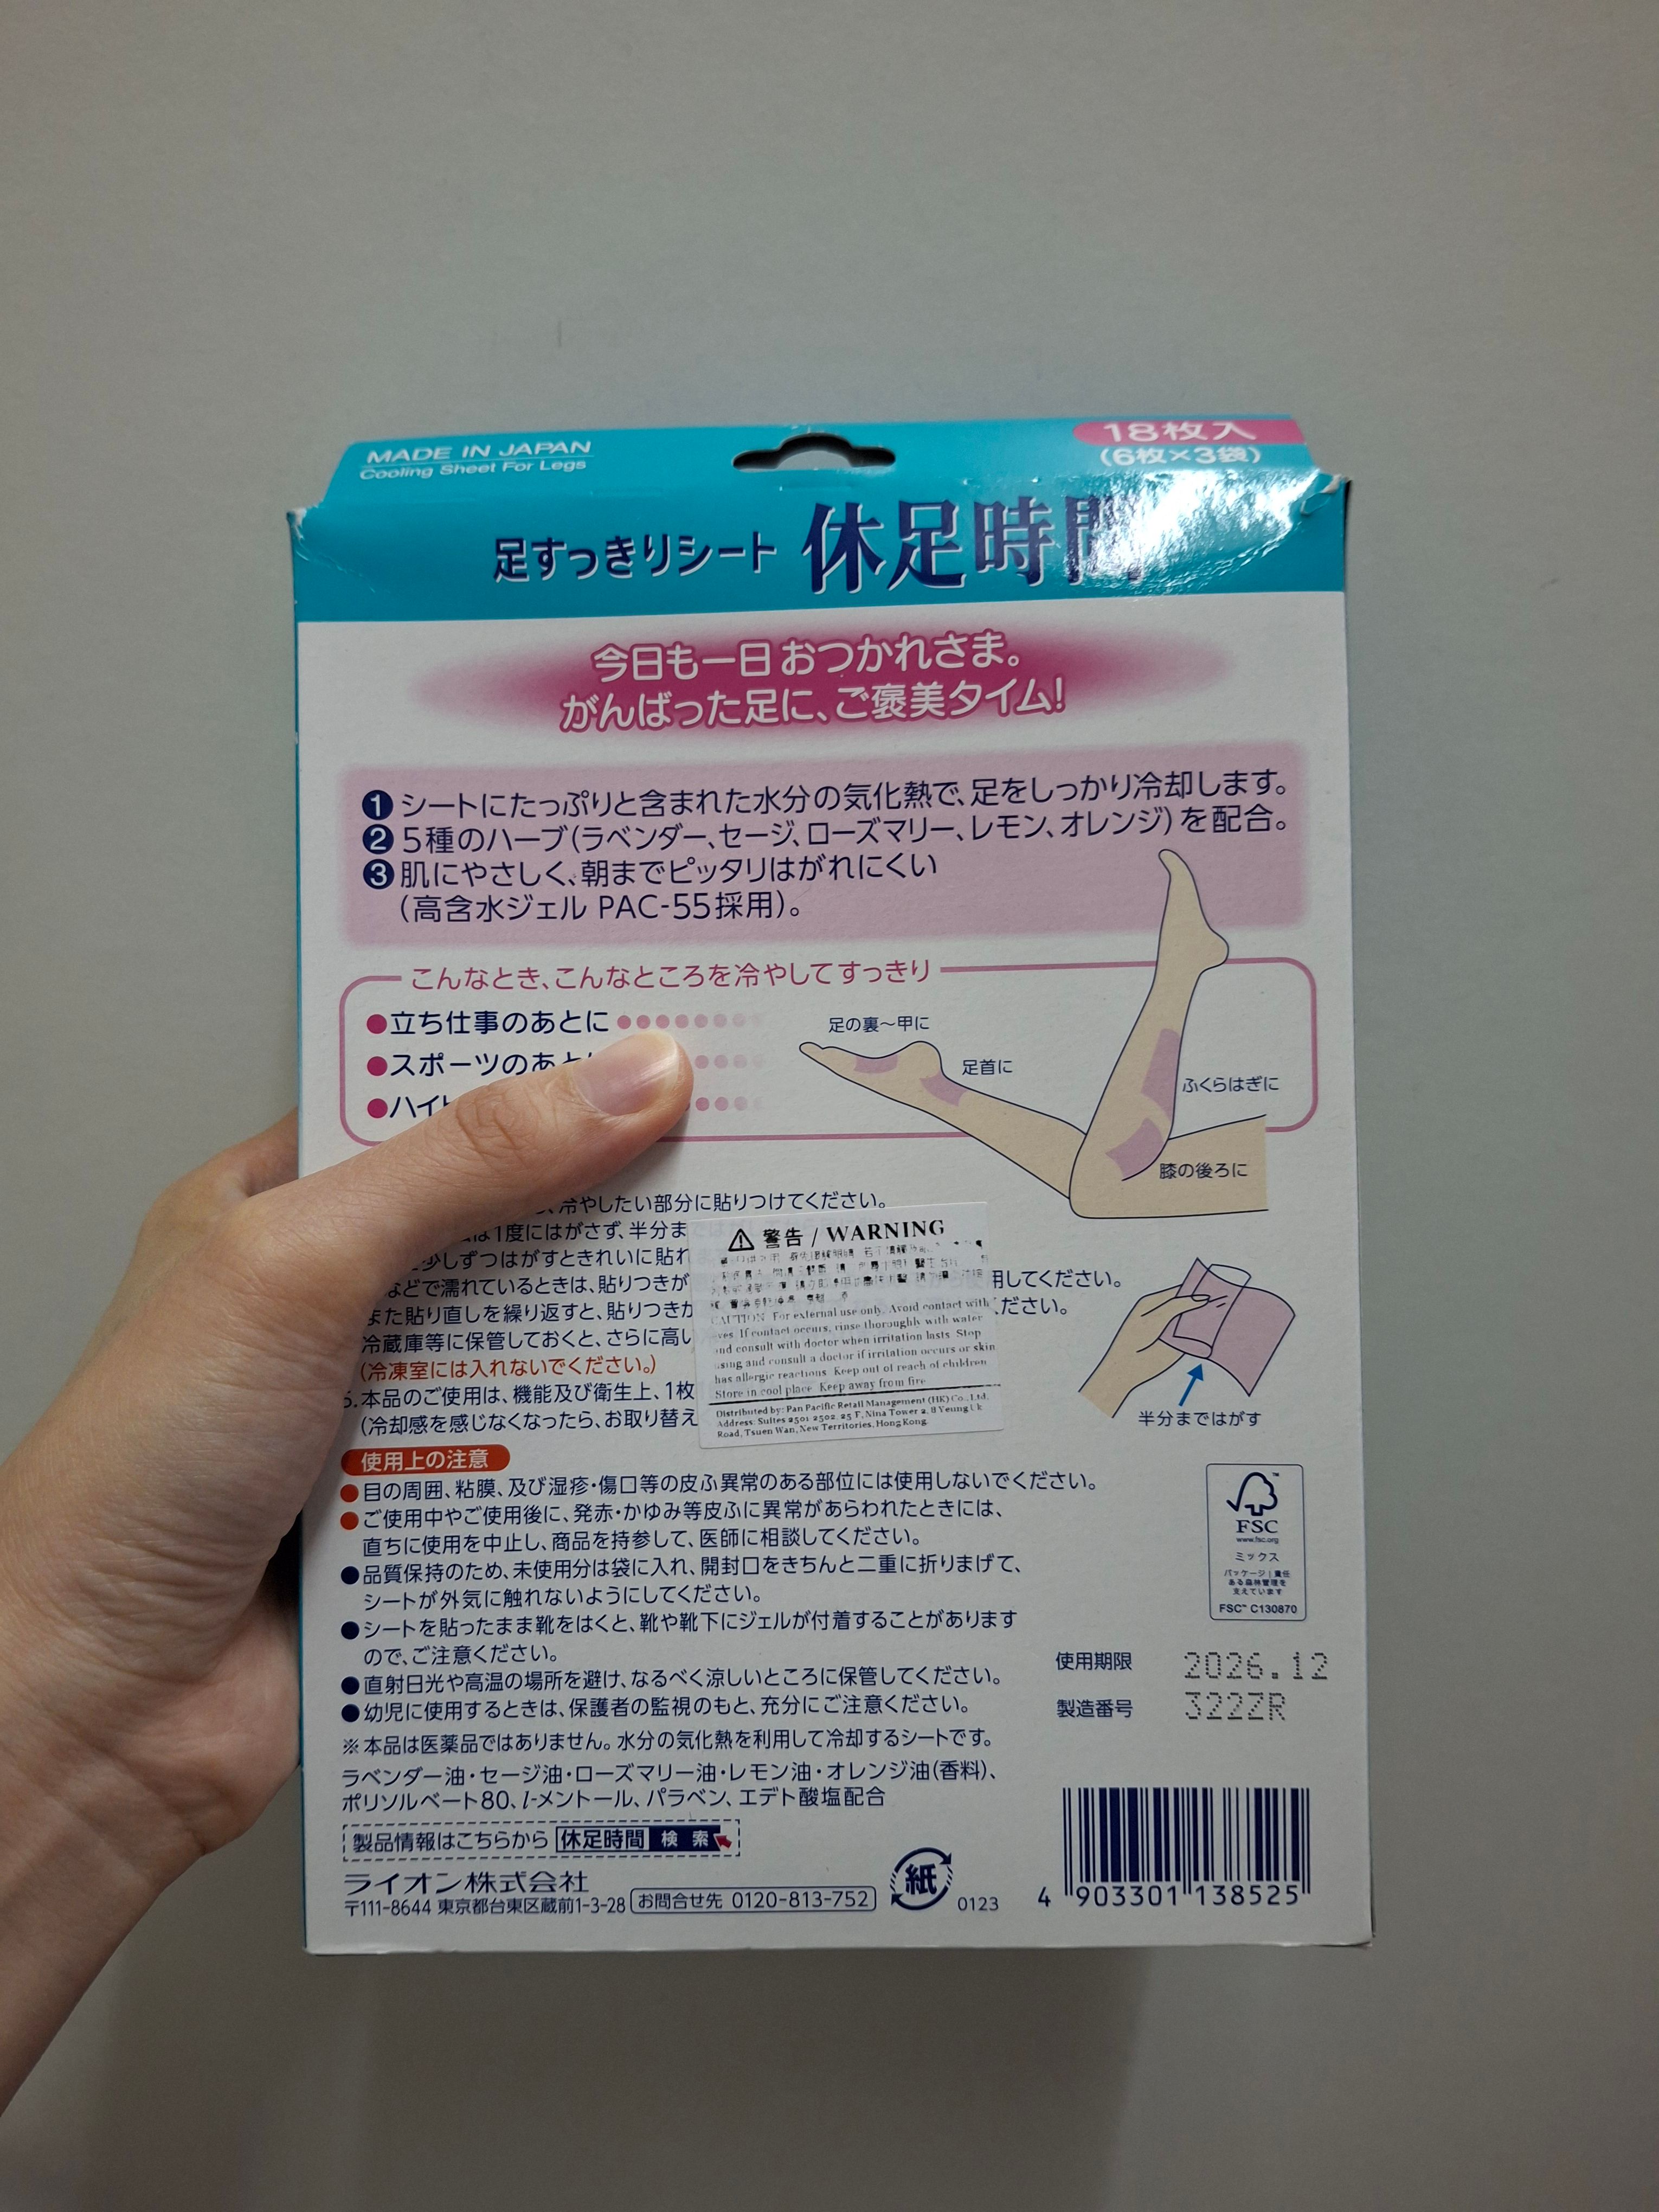 MADE IN JAPAN
Cooling Sheet For Legs
18枚入
(6枚×3袋)
足すっきりシート 休足時間
今日も一日おつかれさま。
がんばった足に、ご褒美タイム!
❶シートにたっぷりと含まれた水分の気化熱で、足をしっかり冷却します。
❷5種のハーブ(ラベンダー、セージ、ローズマリー、レモン、オレンジ)を配合。
❸肌にやさしく、朝までピッタリはがれにくい
(高含水ジェル PAC-55採用)。
こんなとき、こんなところを冷やしてすっきり
●立ち仕事のあとに
●スポーツのあと
●ハイ
足の裏〜甲に
足首に
ふくらはぎに
膝の後ろに
冷やしたい部分に貼りつけてください。
は1度にはがさず、半分ま
少しずつはがすときれいに貼れ
などで濡れているときは、貼りつきが
用してください。
また貼り直しを繰り返すと、貼りつきが
ださい。
冷蔵庫等に保管しておくと、さらに高い
(冷凍室には入れないでください。)
5.本品のご使用は、機能及び衛生上、1枚
(冷却感を感じなくなったら、お取り替え
半分まではがす
⚠ 警告 / WARNING
CAUTION: For external use only. Avoid contact with
eyes. If contact occurs, rinse thoroughly with water
and consult with doctor when irritation lasts. Stop
using and consult a doctor if irritation occurs or skin
has allergic reactions. Keep out of reach of children.
Store in cool place. Keep away from fire.
Distributed by: Pan Pacific Retail Management (HK) Co., Ltd.
Address: Suites 2501-2502, 25/F, Nina Tower 2, 8 Yeung Uk
Road, Tsuen Wan, New Territories, Hong Kong.
使用上の注意
●目の周囲、粘膜、及び湿疹・傷口等の皮ふ異常のある部位には使用しないでください。
●ご使用中やご使用後に、発赤・かゆみ等皮ふに異常があらわれたときには、
直ちに使用を中止し、商品を持参して、医師に相談してください。
●品質保持のため、未使用分は袋に入れ、開封口をきちんと二重に折りまげて、
シートが外気に触れないようにしてください。
●シートを貼ったまま靴をはくと、靴や靴下にジェルが付着することがあります
ので、ご注意ください。
●直射日光や高温の場所を避け、なるべく涼しいところに保管してください。
●幼児に使用するときは、保護者の監視のもと、充分にご注意ください。
※本品は医薬品ではありません。水分の気化熱を利用して冷却するシートです。
ラベンダー油・セージ油・ローズマリー油・レモン油・オレンジ油(香料)、
ポリソルベート80、l-メントール、パラベン、エデト酸塩配合
FSC™
www.fsc.org
ミックス
パッケージ|責任
ある森林管理を
支えています
FSC™ C130870
使用期限 2026.12
製造番号 322ZR
製品情報はこちらから 休足時間 検索
ライオン株式会社
〒111-8644 東京都台東区蔵前1-3-28 お問合せ先 0120-813-752
紙
0123
4 903301 138525